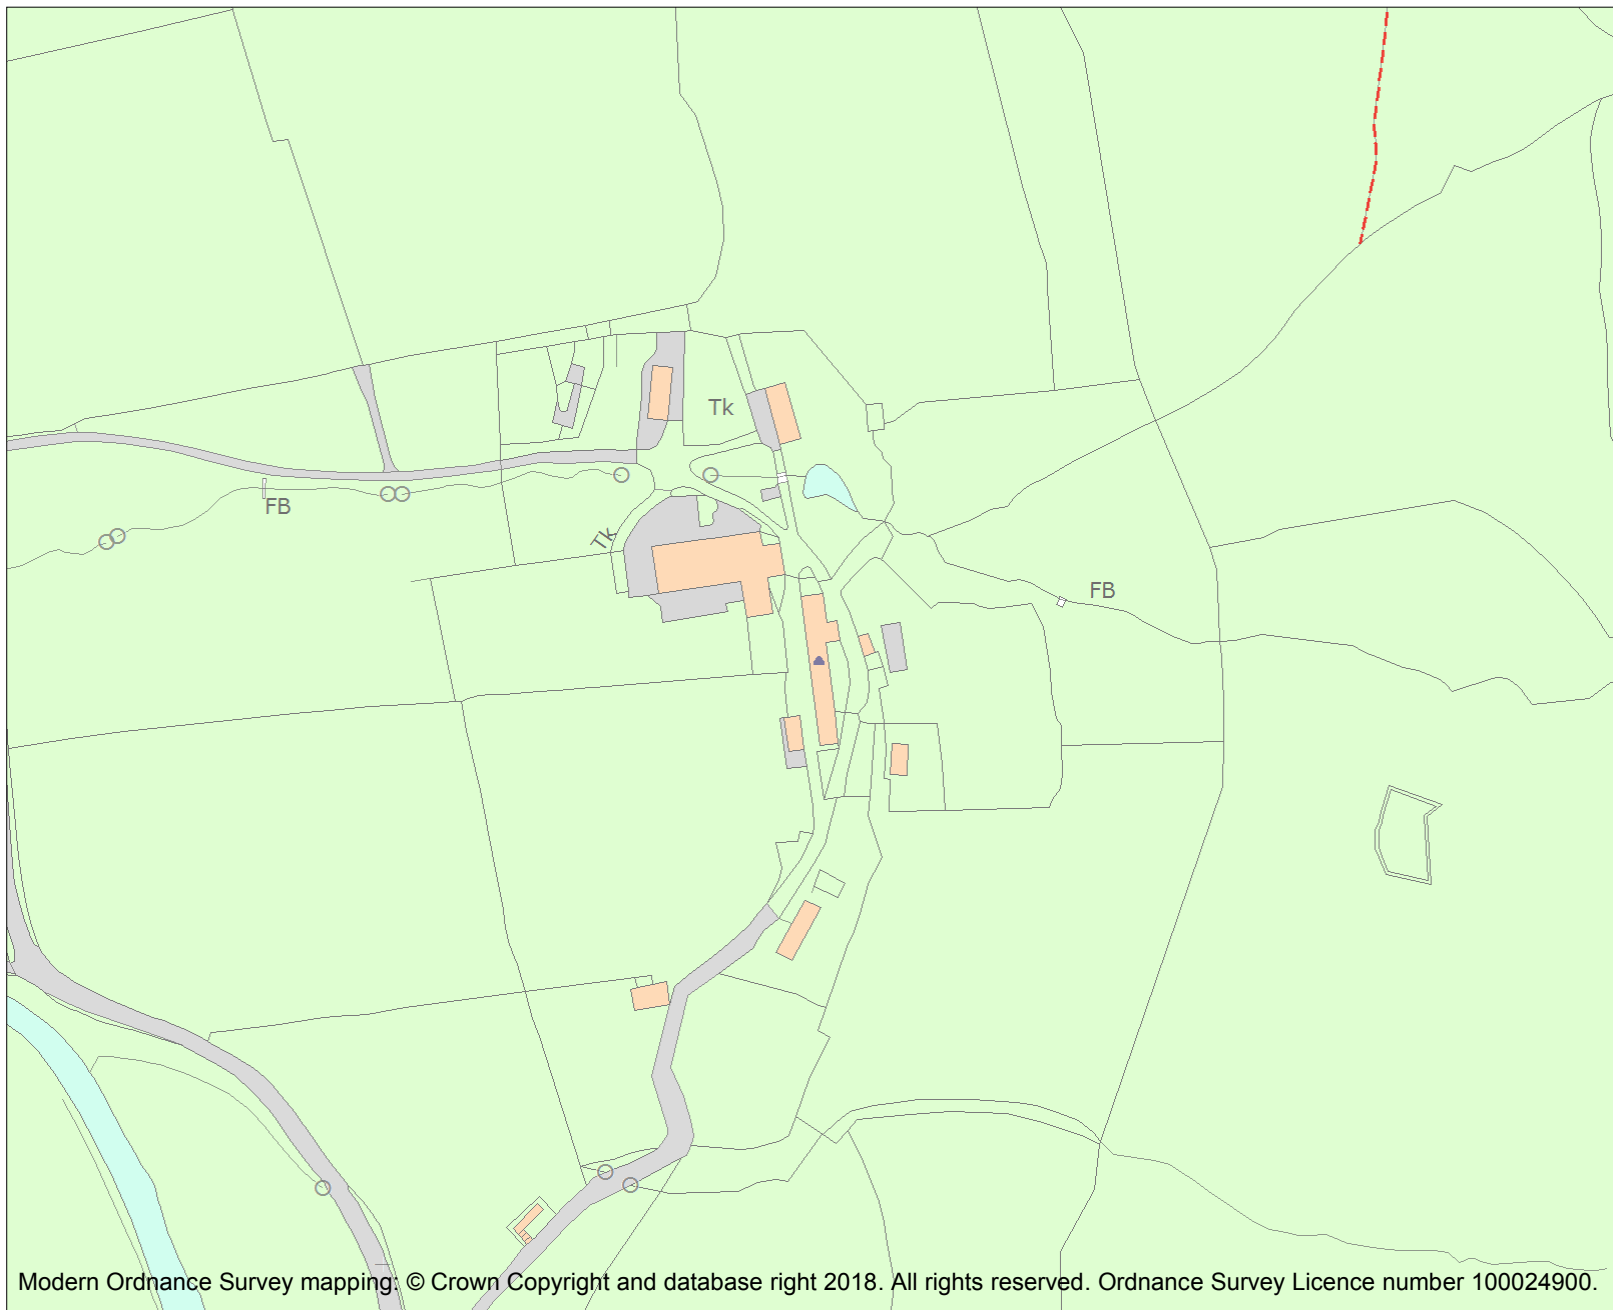 Tk
FB
Tk
FB
Modern Ordnance Survey mapping: © Crown Copyright and database right 2018. All rights reserved. Ordnance Survey Licence number 100024900.